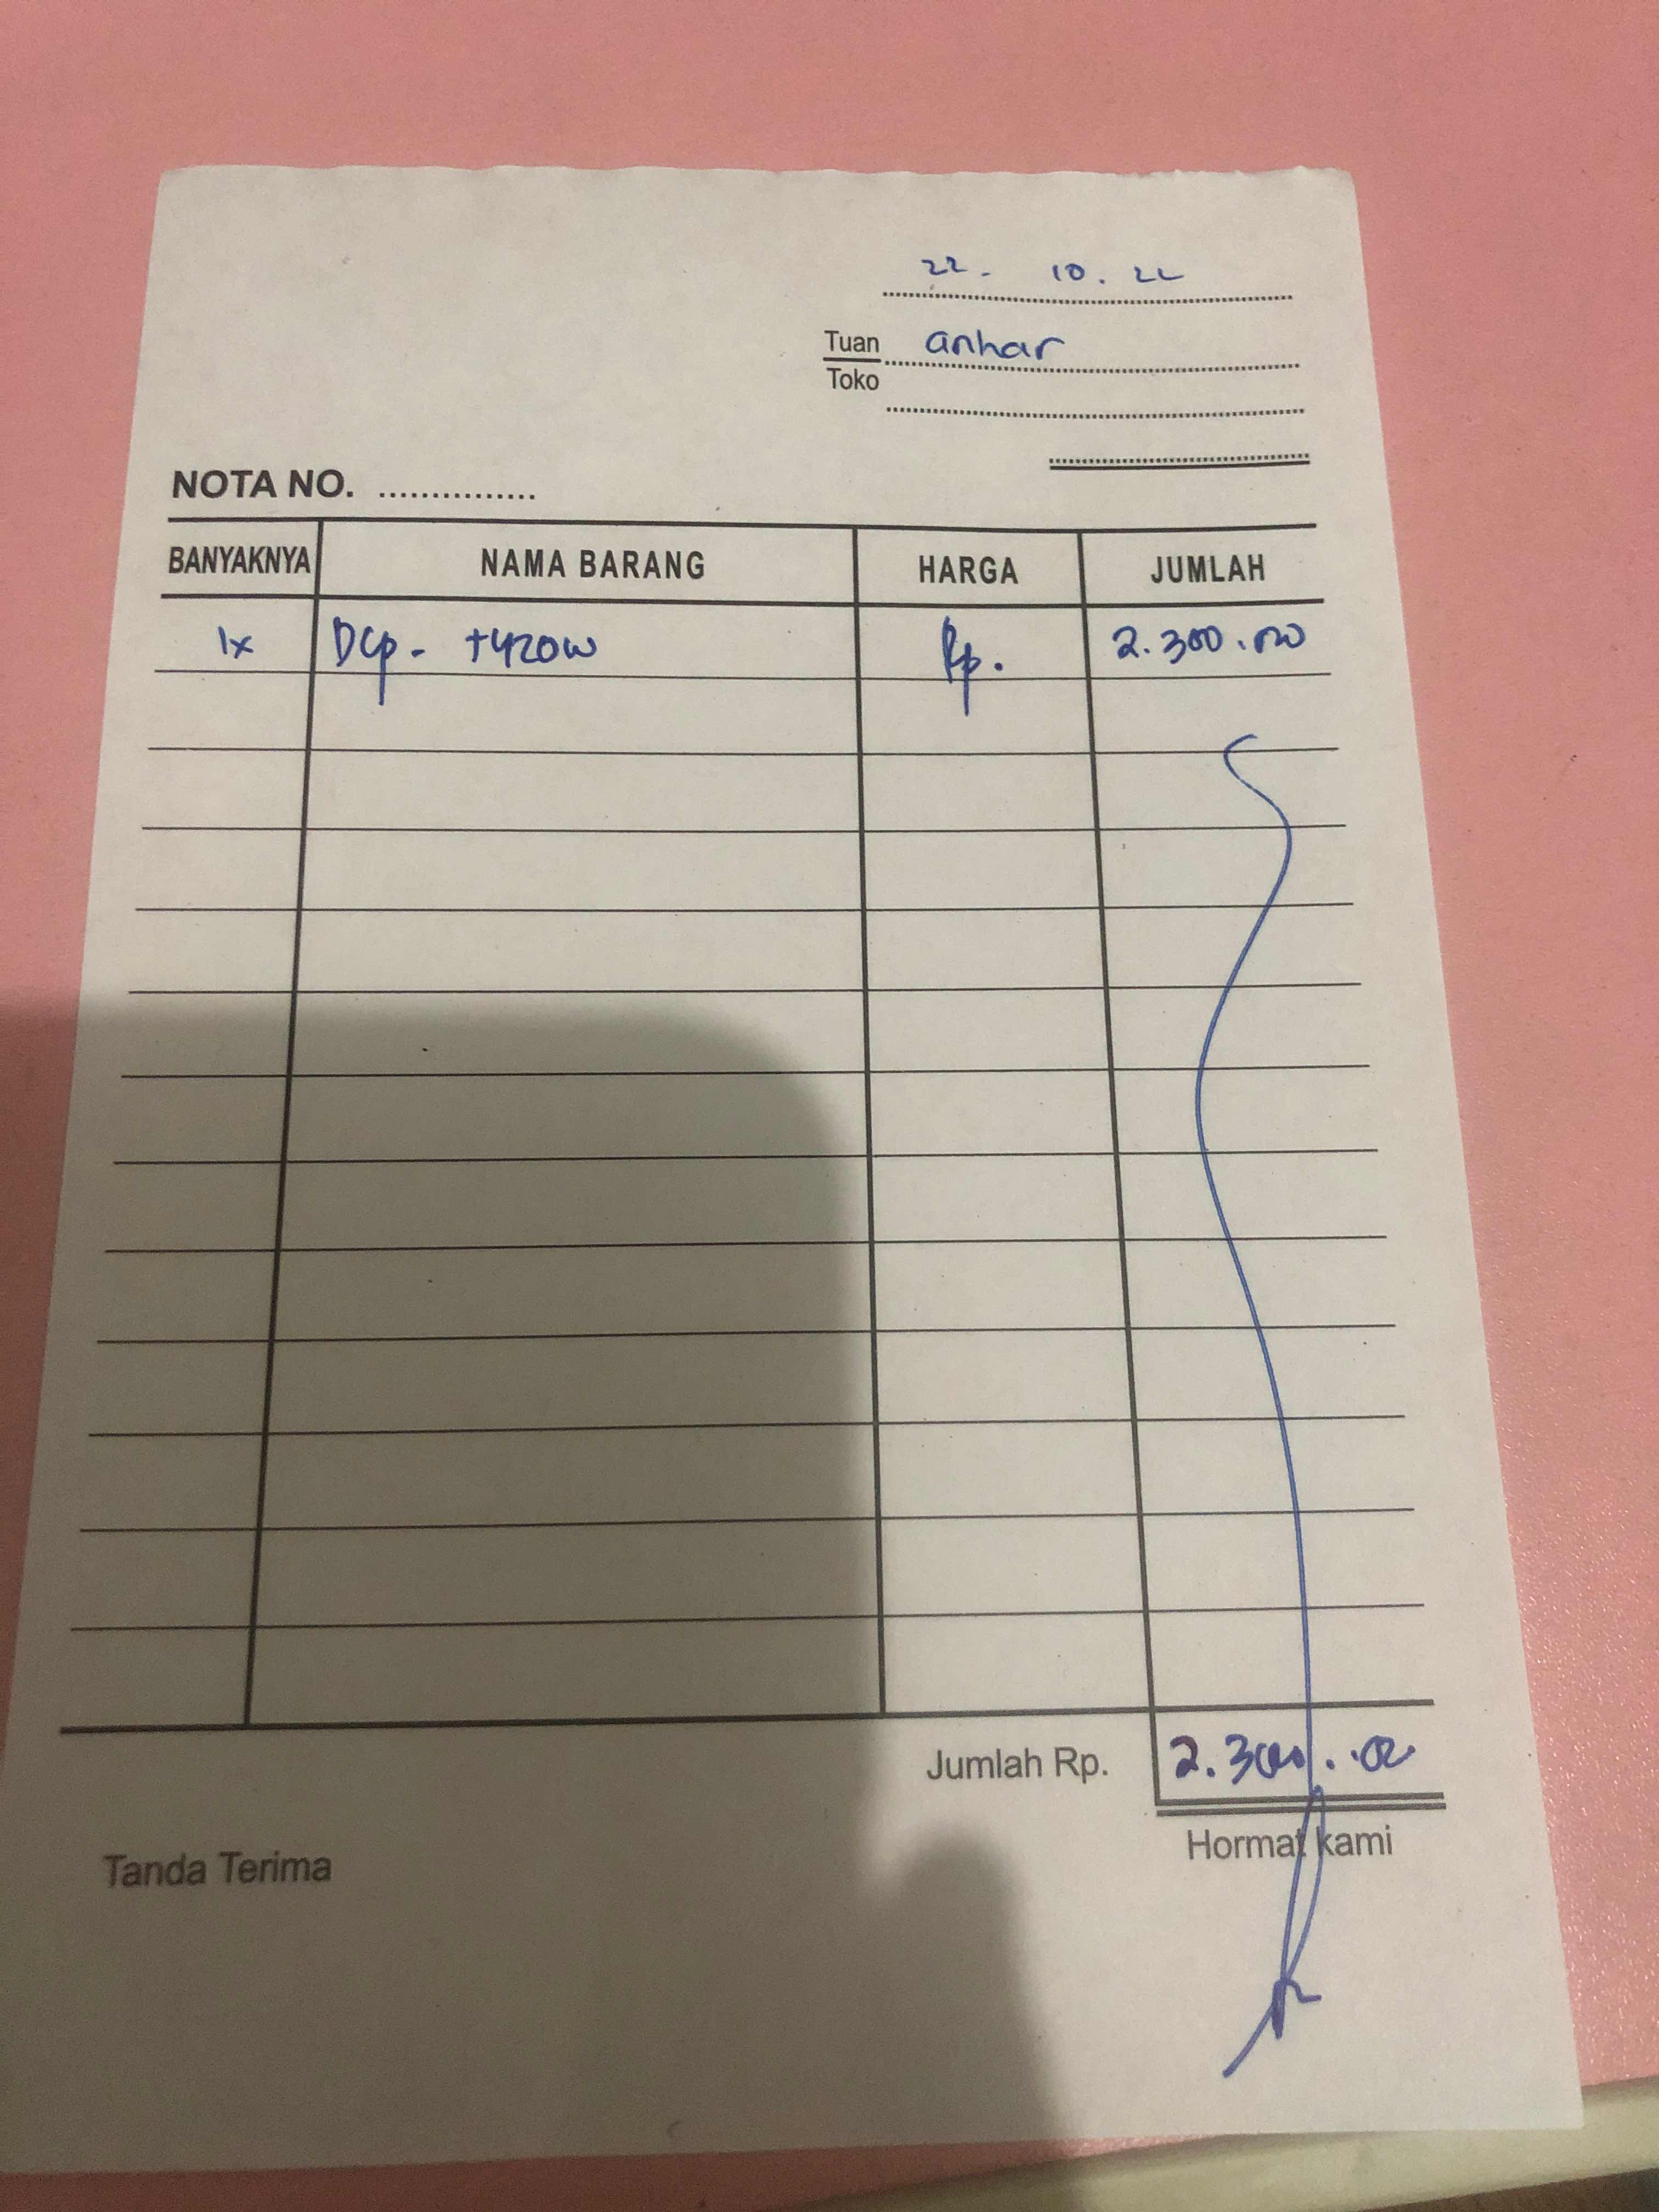 22. 10. 22
Tuan anhar
Toko
NOTA NO. ...............
BANYAKNYA NAMA BARANG HARGA JUMLAH
1x Dcp- t420w Rp. 2.300.000
Jumlah Rp. 2.300.000
Tanda Terima Hormat kami